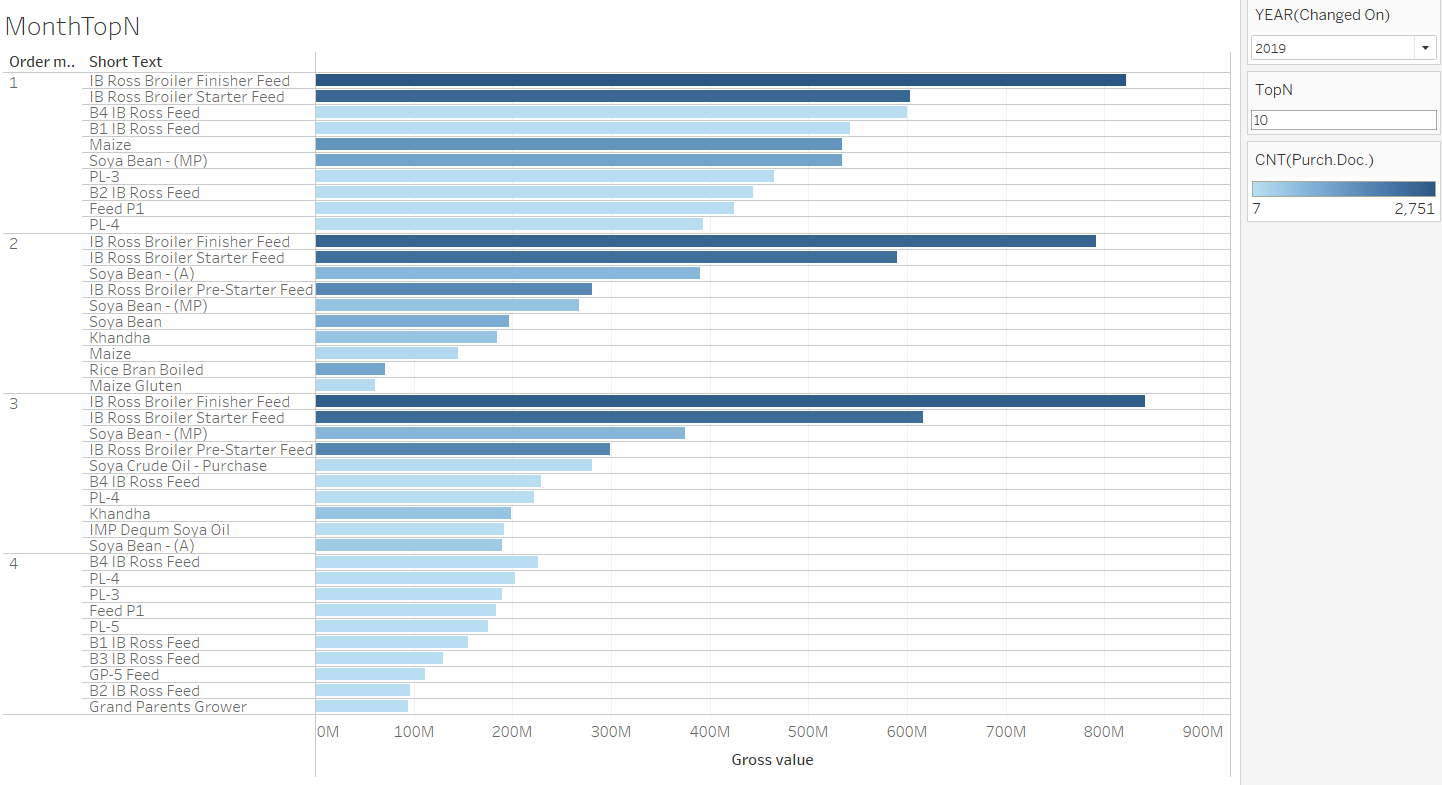 MonthTopN
Order m.. Short Text
1
IB Ross Broiler Finisher Feed
IB Ross Broiler Starter Feed
B4 IB Ross Feed
B1 IB Ross Feed
Maize
Soya Bean - (MP)
PL-3
B2 IB Ross Feed
Feed P1
PL-4
2
IB Ross Broiler Finisher Feed
IB Ross Broiler Starter Feed
Soya Bean - (A)
IB Ross Broiler Pre-Starter Feed
Soya Bean - (MP)
Soya Bean
Khandha
Maize
Rice Bran Boiled
Maize Gluten
3
IB Ross Broiler Finisher Feed
IB Ross Broiler Starter Feed
Soya Bean - (MP)
IB Ross Broiler Pre-Starter Feed
Soya Crude Oil - Purchase
B4 IB Ross Feed
PL-4
Khandha
IMP Degum Soya Oil
Soya Bean - (A)
4
B4 IB Ross Feed
PL-4
PL-3
Feed P1
PL-5
B1 IB Ross Feed
B3 IB Ross Feed
GP-5 Feed
B2 IB Ross Feed
Grand Parents Grower
0M 100M 200M 300M 400M 500M 600M 700M 800M 900M
Gross value
YEAR(Changed On)
2019
TopN
10
CNT(Purch.Doc.)
7 2,751